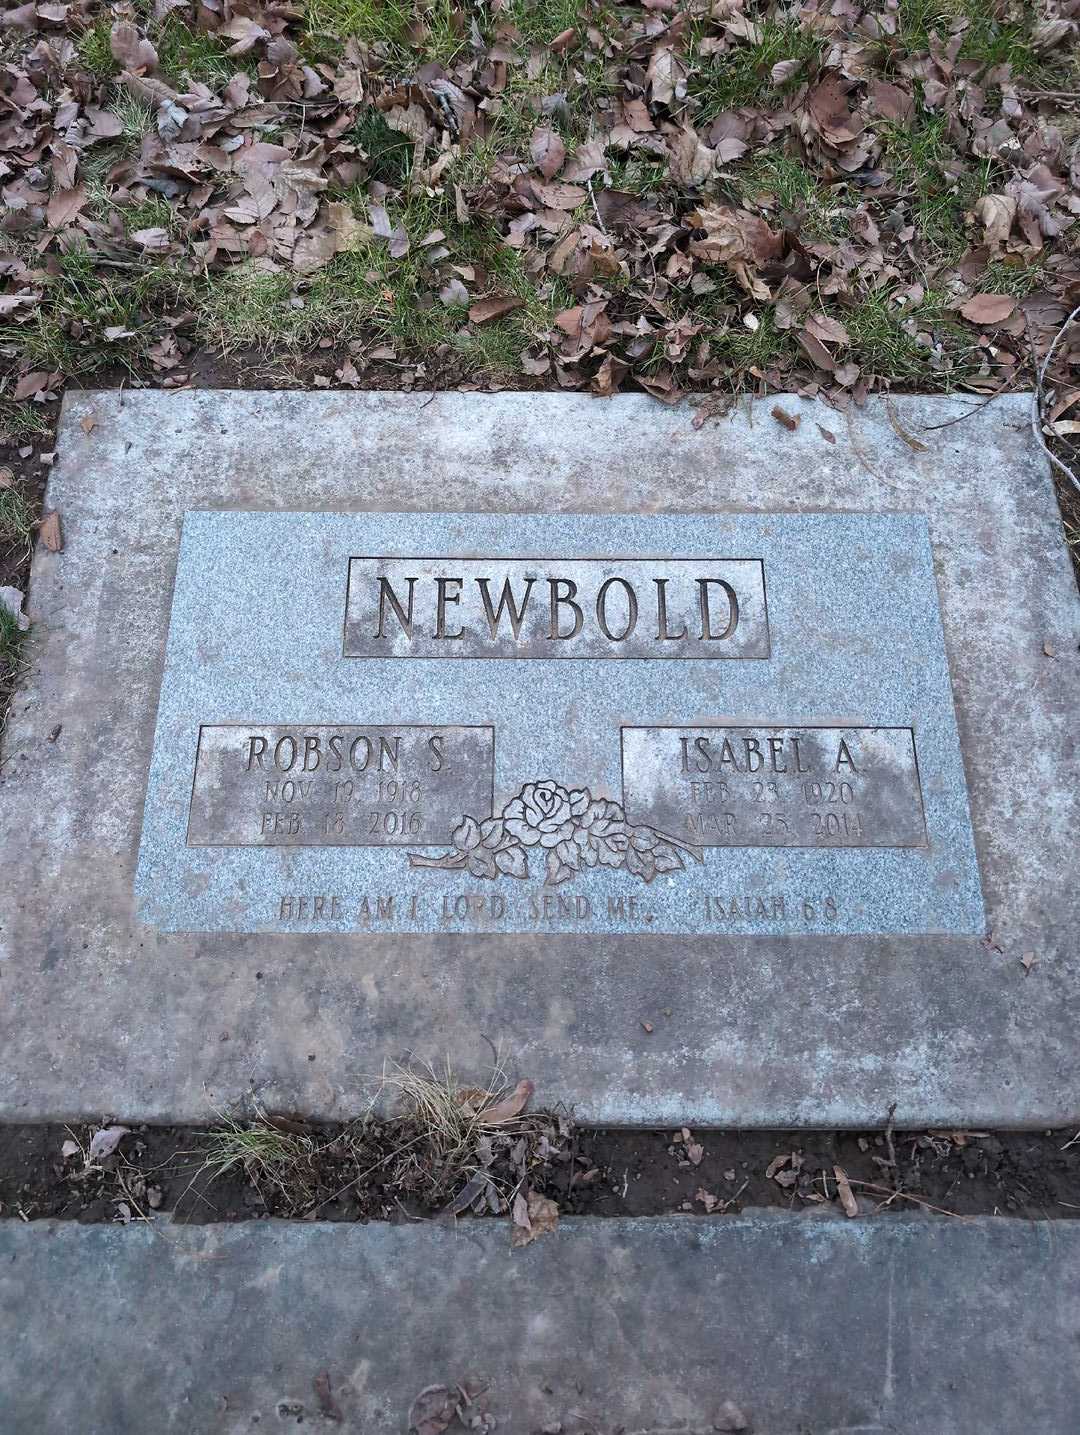 NEWBOLD
ROBSON S.
NOV. 19, 1918
FEB. 18, 2016
ISABEL A.
FEB. 23, 1920
MAR. 25, 2014
HERE AM I, LORD. SEND ME. ISAIAH 6:8